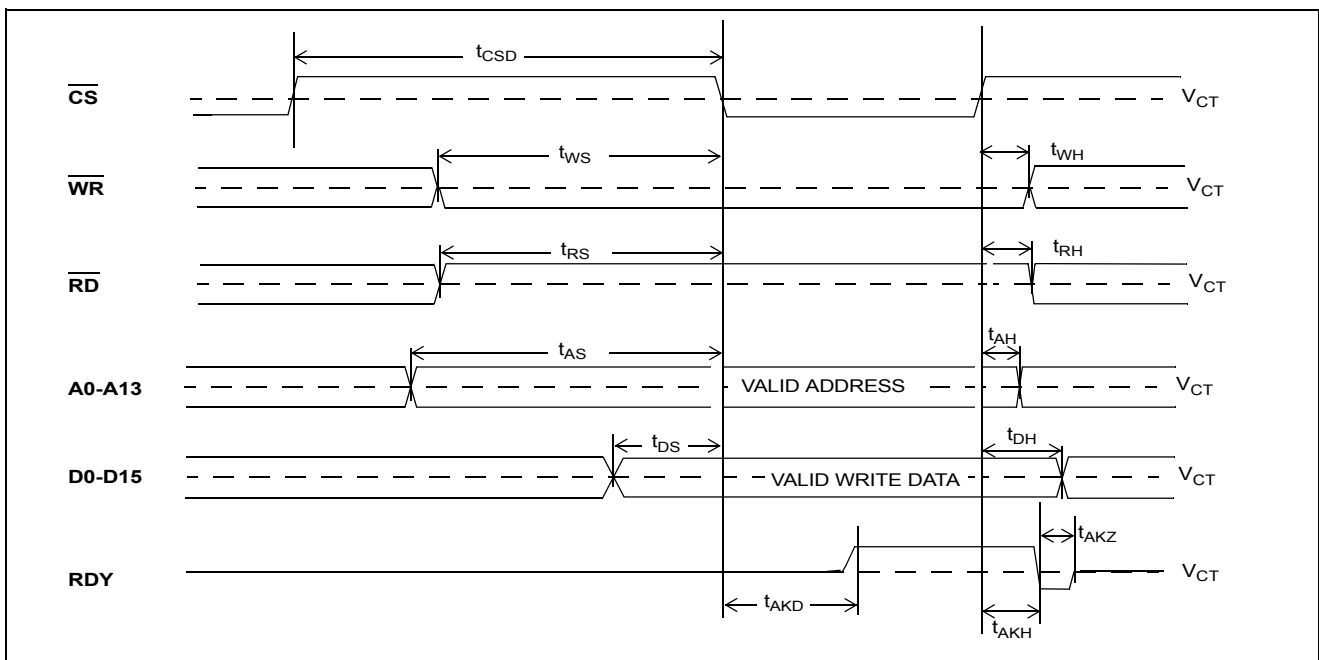 tCSD
CS VCT
tWS tWH
WR VCT
tRS tRH
RD VCT
tAS tAH
A0-A13 VALID ADDRESS VCT
tDS tDH
D0-D15 VALID WRITE DATA VCT
tAKZ
RDY VCT
tAKD
tAKH